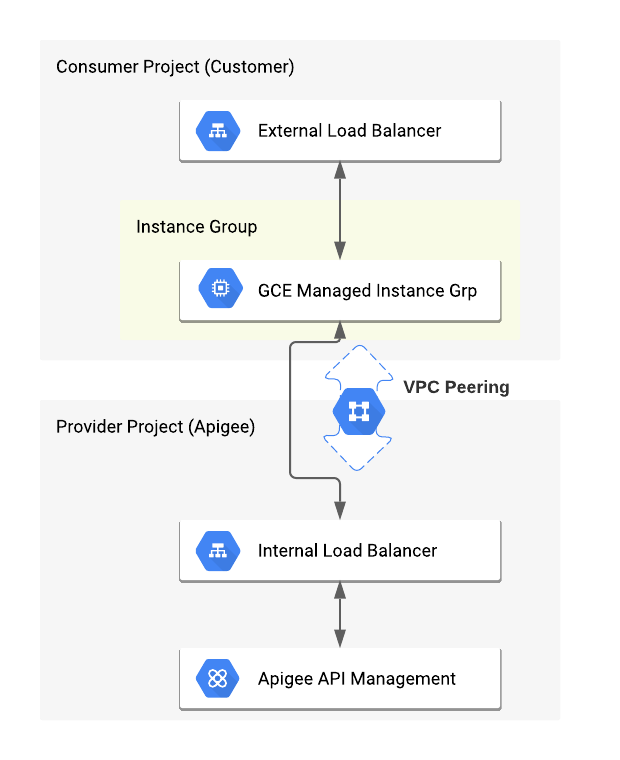 Consumer Project (Customer)
External Load Balancer
Instance Group
GCE Managed Instance Grp
VPC Peering
Provider Project (Apigee)
Internal Load Balancer
Apigee API Management